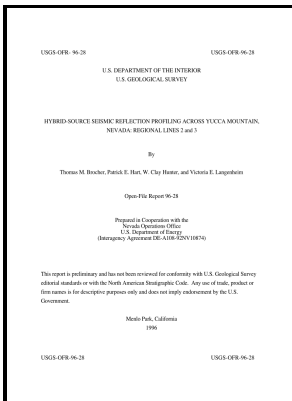 USGS-OFR- 96-28 USGS-OFR-96-28
U.S. DEPARTMENT OF THE INTERIOR
U.S. GEOLOGICAL SURVEY
HYBRID-SOURCE SEISMIC REFLECTION PROFILING ACROSS YUCCA MOUNTAIN,
NEVADA: REGIONAL LINES 2 and 3
By
Thomas M. Brocher, Patrick E. Hart, W. Clay Hunter, and Victoria E. Langenheim
Open-File Report 96-28
Prepared in Cooperation with the
Nevada Operations Office
U.S. Department of Energy
(Interagency Agreement DE-A108-92NV10874)
This report is preliminary and has not been reviewed for conformity with U.S. Geological Survey
editorial standards or with the North American Stratigraphic Code. Any use of trade, product or
firm names is for descriptive purposes only and does not imply endorsement by the U.S.
Government.
Menlo Park, California
1996
USGS-OFR-96-28 USGS-OFR-96-28